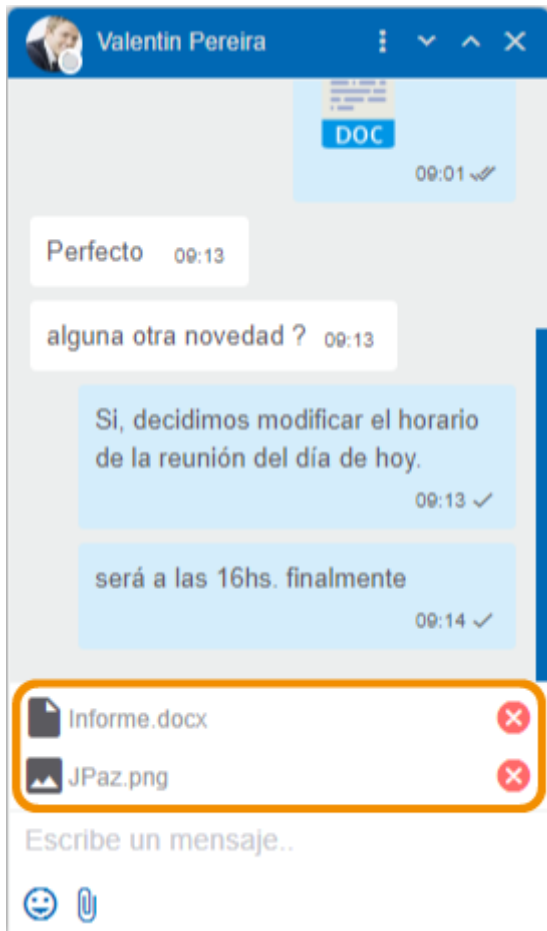 Valentin Pereira
DOC
09:01
Perfecto 09:13
alguna otra novedad ? 09:13
Si, decidimos modificar el horario
de la reunión del día de hoy.
09:13
será a las 16hs. finalmente
09:14
Informe.docx
JPaz.png
Escribe un mensaje..